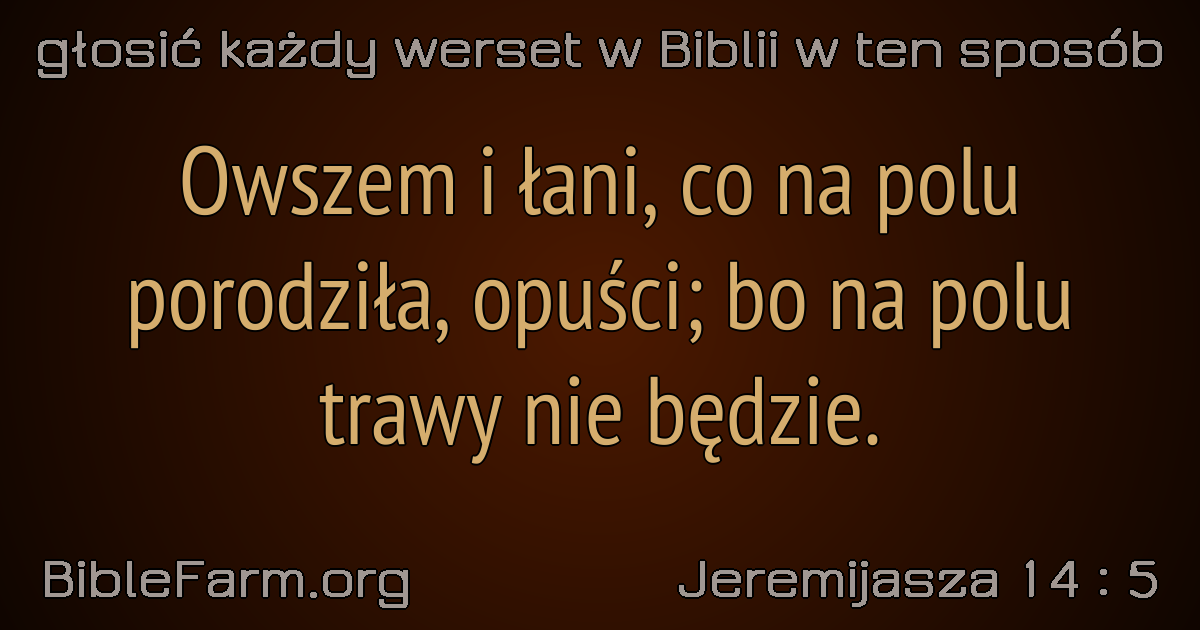 głosić każdy werset w Biblii w ten sposób
Owszem i łani, co na polu
porodziła, opuści; bo na polu
trawy nie będzie.
BibleFarm.org
Jeremijasza 14 : 5